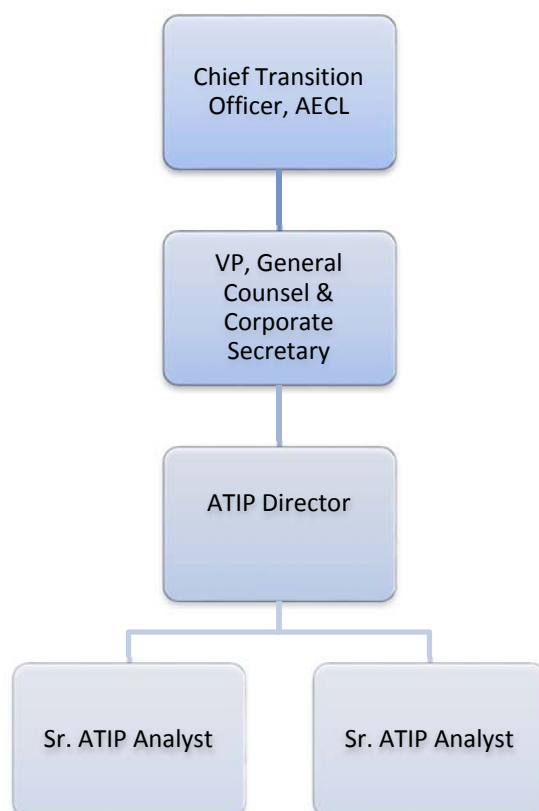 Chief Transition
Officer, AECL
VP, General
Counsel &
Corporate
Secretary
ATIP Director
Sr. ATIP Analyst
Sr. ATIP Analyst